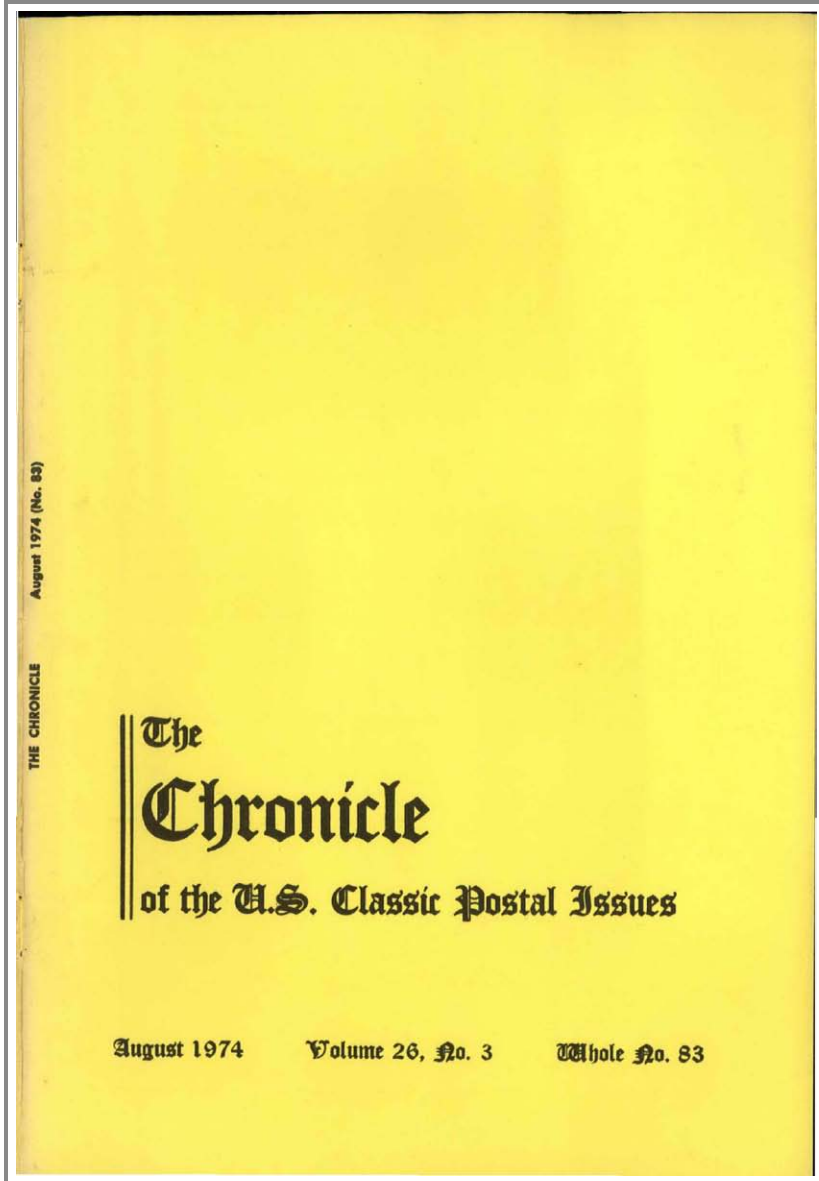 THE CHRONICLE August 1974 (No. 83)
The
Chronicle
of the U.S. Classic Postal Issues
August 1974 Volume 26, No. 3 Whole No. 83